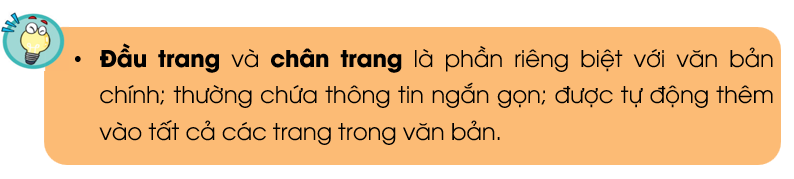 • Đầu trang và chân trang là phần riêng biệt với văn bản
chính; thường chứa thông tin ngắn gọn; được tự động thêm
vào tất cả các trang trong văn bản.